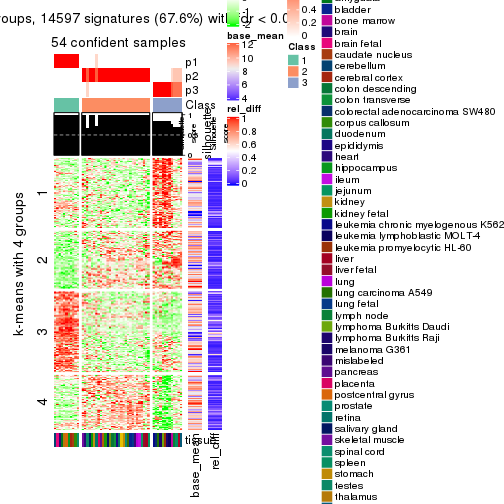 oups, 14597 signatures (67.6%) with fdr < 0.0
54 confident samples
p1
p2
p3
Class
1
0.5
0
silhouette
score
k-means with 4 groups
1
2
3
4
tissue
base_mean
rel_diff
-2
base_mean
12
10
8
6
4
rel_diff
1
0.8
0.6
0.4
0.2
0
0.4
0.2
0
Class
1
2
3
bladder
bone marrow
brain
brain fetal
caudate nucleus
cerebellum
cerebral cortex
colon descending
colon transverse
colorectal adenocarcinoma SW480
corpus callosum
duodenum
epididymis
heart
hippocampus
ileum
jejunum
kidney
kidney fetal
leukemia chronic myelogenous K562
leukemia lymphoblastic MOLT-4
leukemia promyelocytic HL-60
liver
liver fetal
lung
lung carcinoma A549
lung fetal
lymph node
lymphoma Burkitts Daudi
lymphoma Burkitts Raji
melanoma G361
mislabeled
pancreas
placenta
postcentral gyrus
prostate
retina
salivary gland
skeletal muscle
spinal cord
spleen
stomach
testes
thalamus